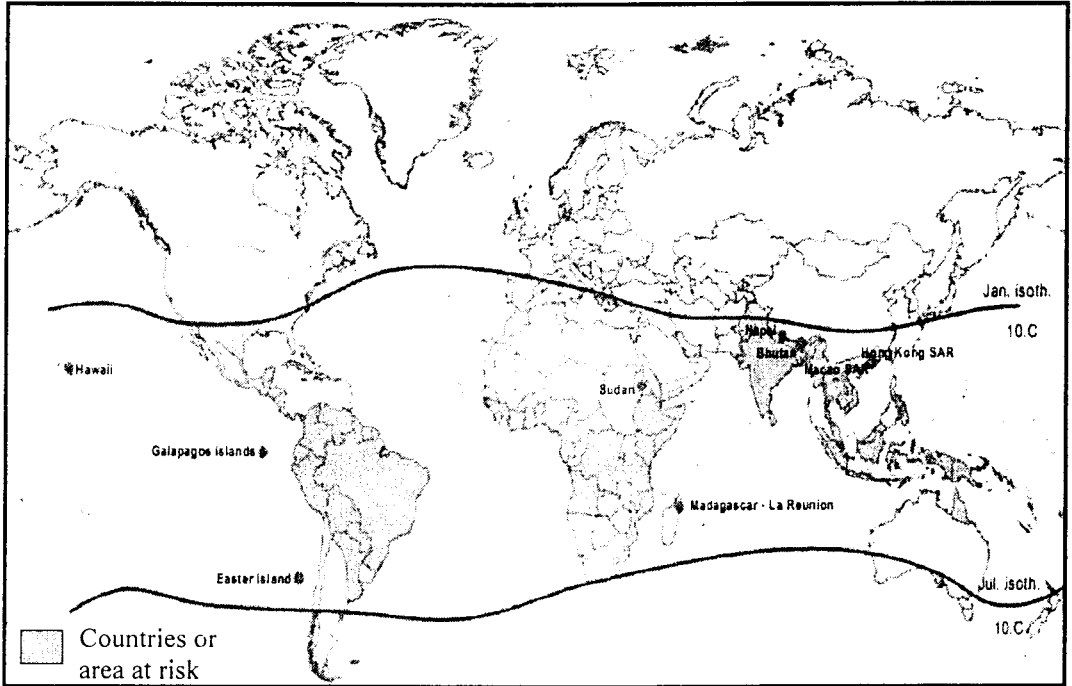 Jan. isoth.
10.C
Nepal
Bhutan
Hong Kong SAR
Macao SAR
Hawaii
Sudan
Galapagos islands
Madagascar - La Reunion
Easter island
Jul. isoth.
10.C
Countries or
area at risk